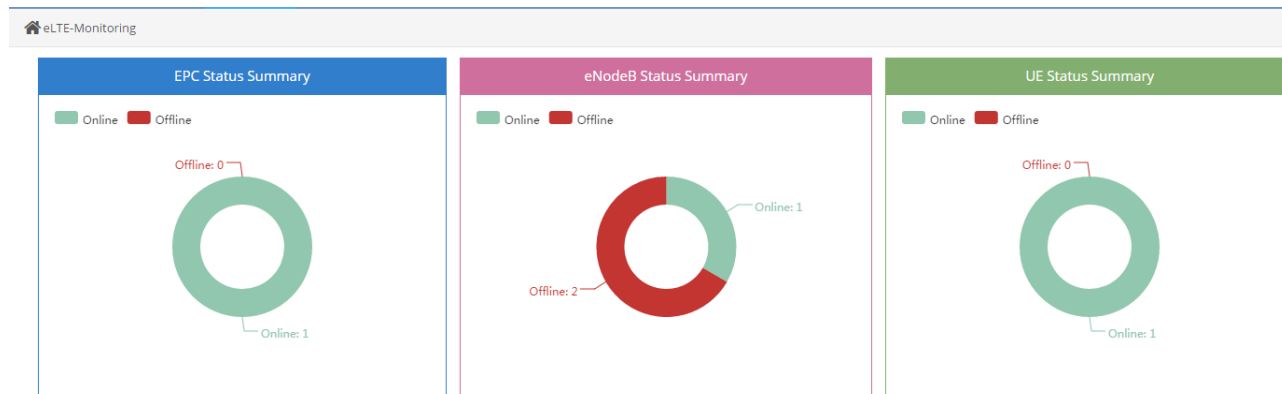 eLTE-Monitoring
EPC Status Summary
Online Offline
Offline: 0
Online: 1
eNodeB Status Summary
Online Offline
Online: 1
Offline: 2
UE Status Summary
Online Offline
Offline: 0
Online: 1